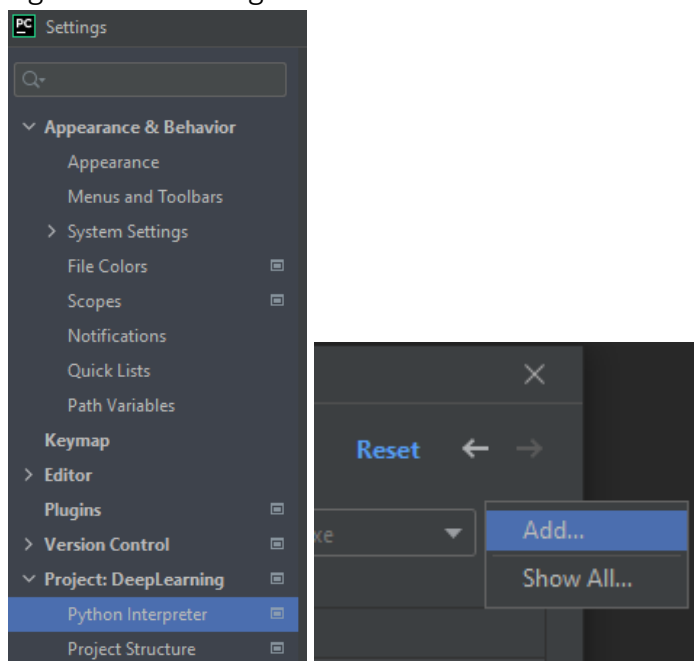 PC Settings
Appearance & Behavior
Appearance
Menus and Toolbars
System Settings
File Colors
Scopes
Notifications
Quick Lists
Path Variables
Keymap
Editor
Plugins
Version Control
Project: DeepLearning
Python Interpreter
Project Structure
Reset
xe
Add...
Show All...